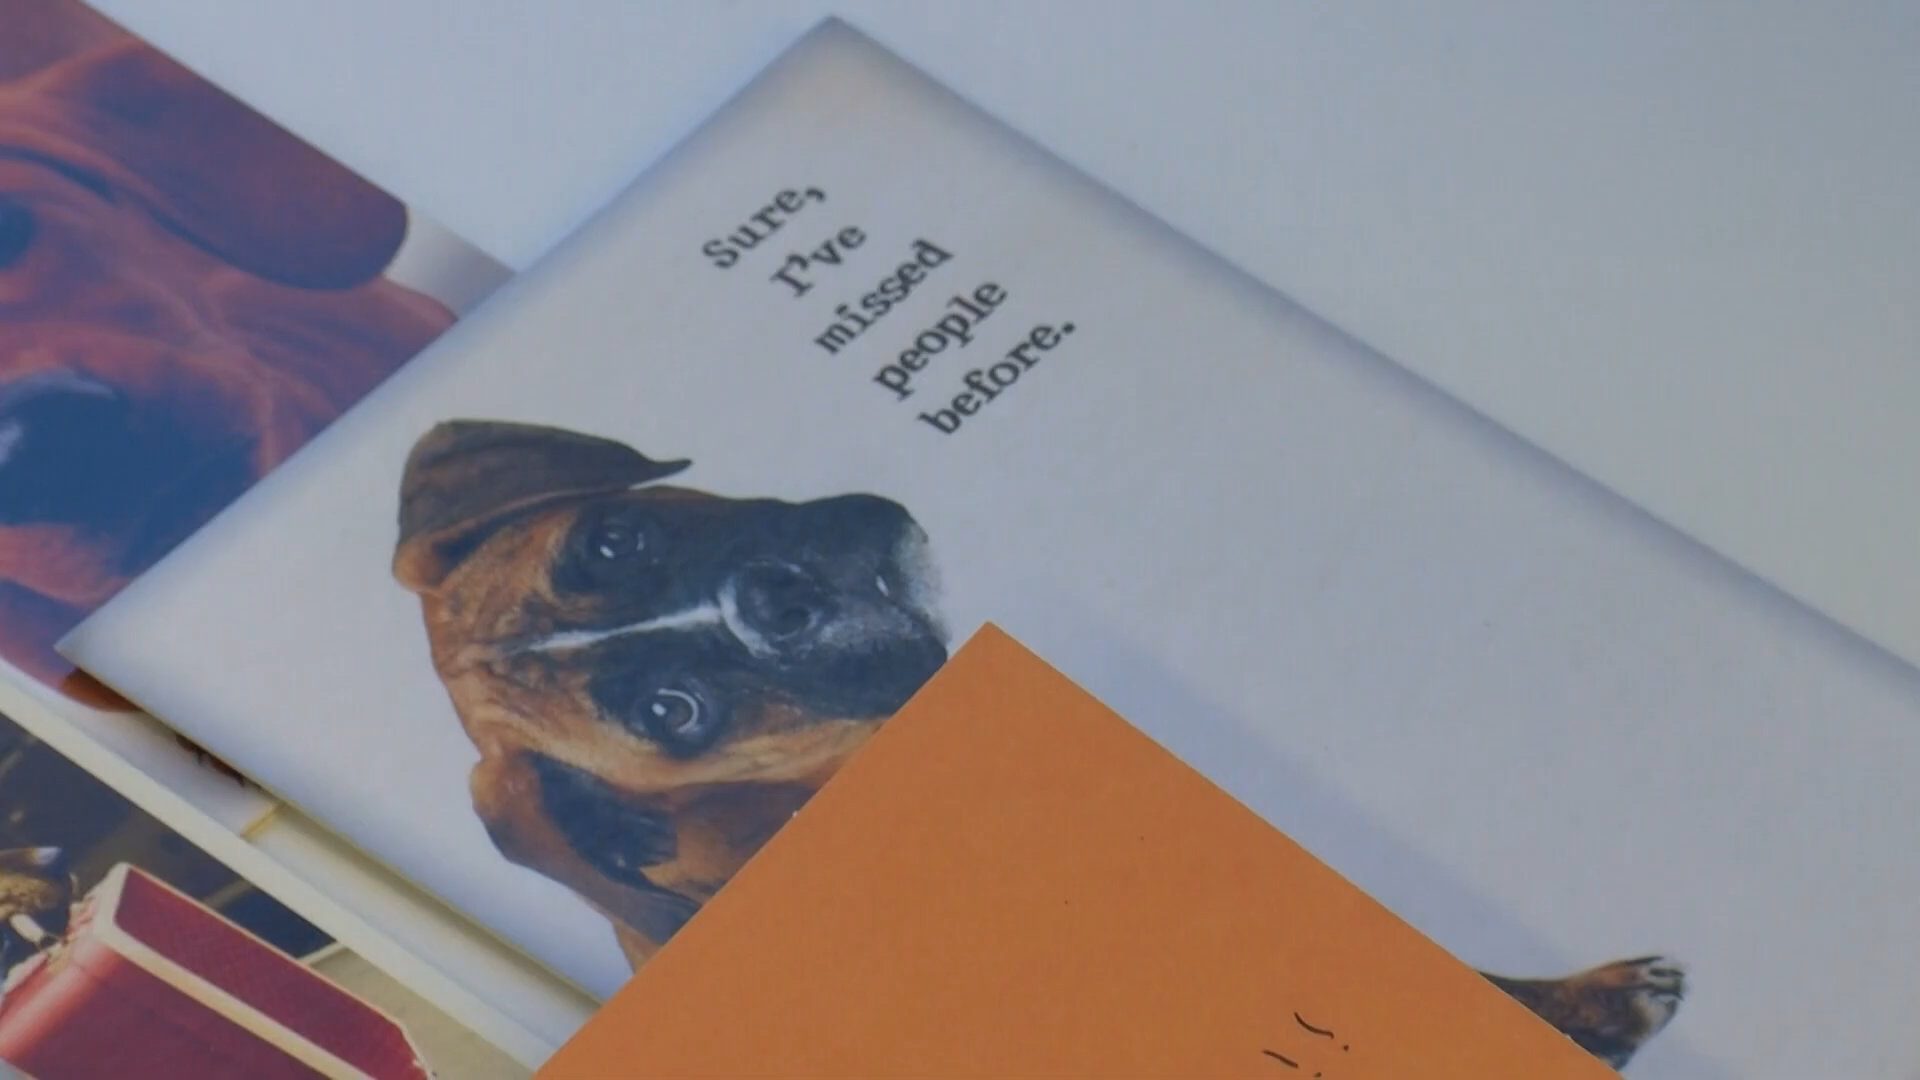 Sure,
I've
missed
people
before.